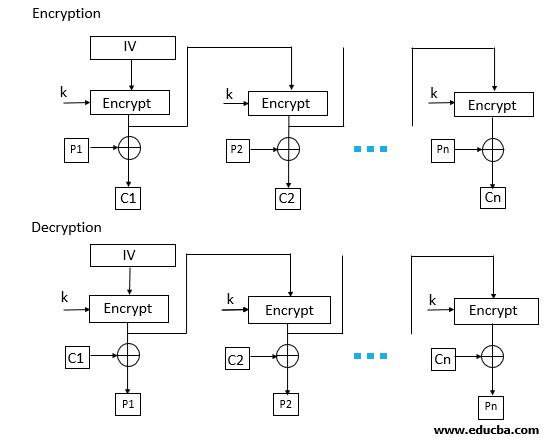 Encryption
IV
k Encrypt k Encrypt k Encrypt
P1 P2 Pn
C1 C2 Cn
Decryption
IV
k Encrypt k Encrypt k Encrypt
C1 C2 Cn
P1 P2 Pn
www.educba.com